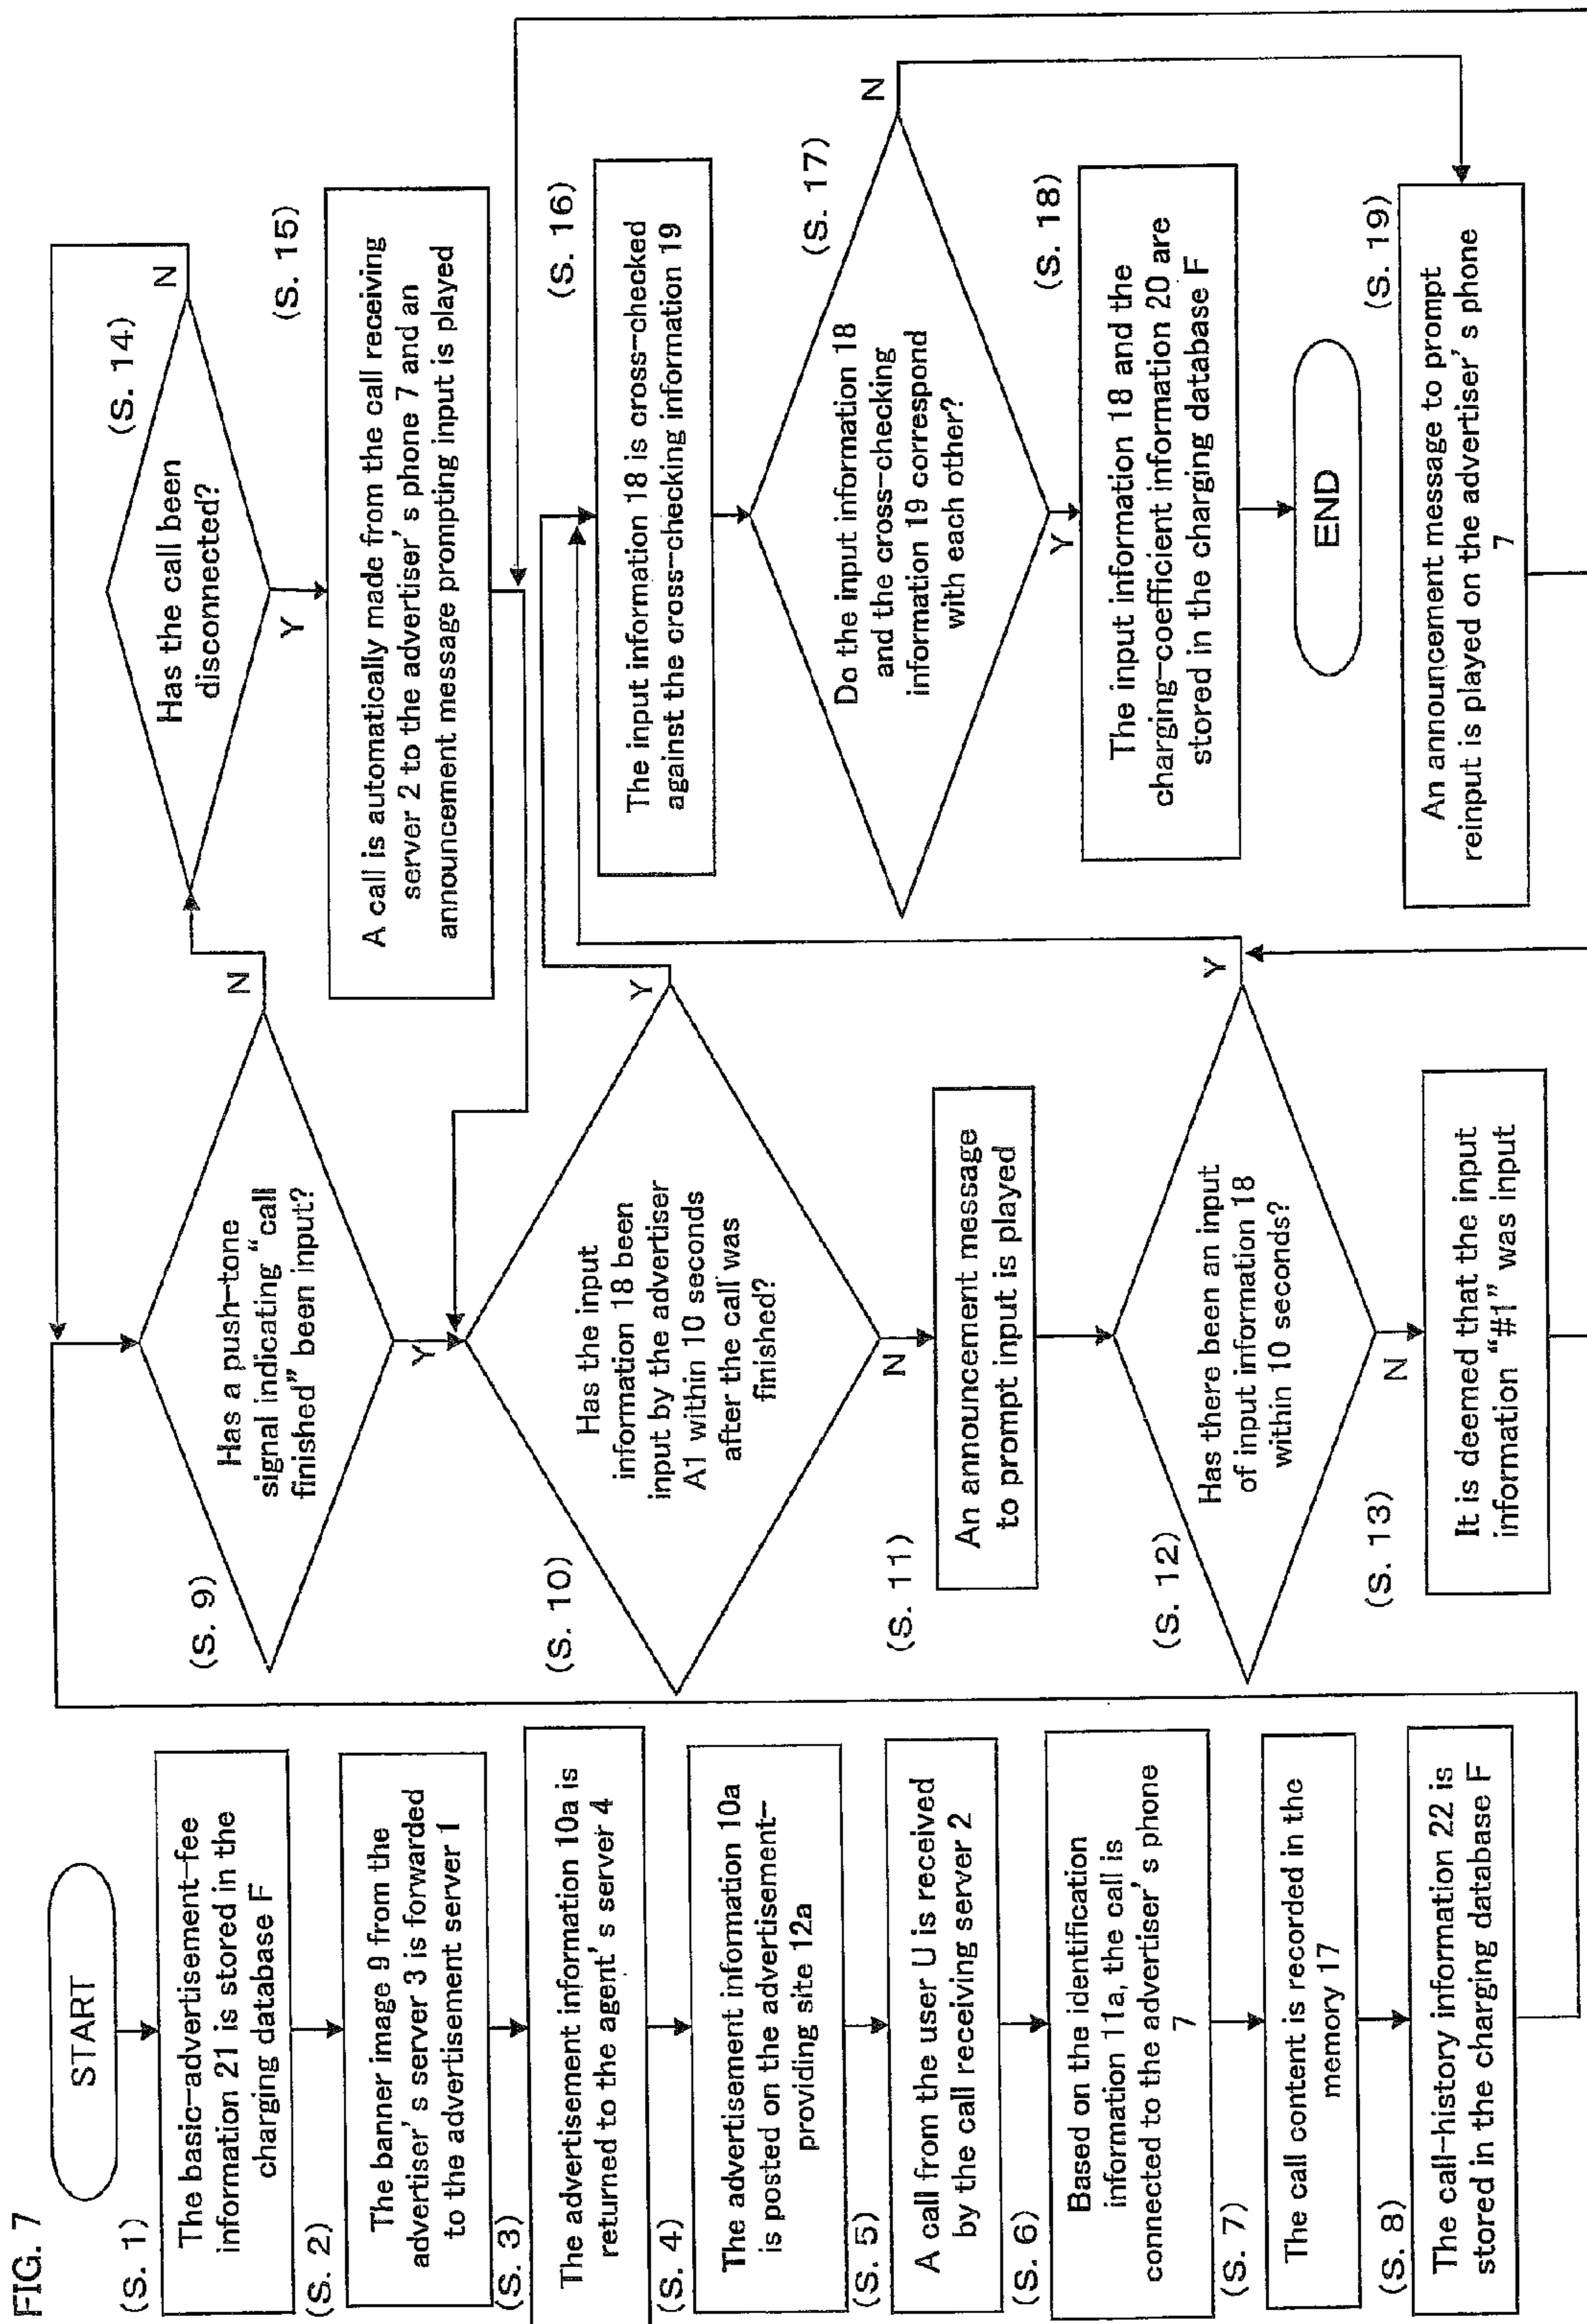 FIG. 7
START
(S. 1)
The basic-advertisement-fee
information 21 is stored in the
charging database F
(S. 2)
The banner image 9 from the
advertiser's server 3 is forwarded
to the advertisement server 1
(S. 3)
The advertisement information 10a is
returned to the agent's server 4
(S. 4)
The advertisement information 10a
is posted on the advertisement-
providing site 12a
(S. 5)
A call from the user U is received
by the call receiving server 2
(S. 6)
Based on the identification
information 11a, the call is
connected to the advertiser's phone
7
(S. 7)
The call content is recorded in the
memory 17
(S. 8)
The call-history information 22 is
stored in the charging database F
(S. 9)
Has a push-tone
signal indicating "call
finished" been input?
N
Y
(S. 10)
Has the input
information 18 been
input by the advertiser
A1 within 10 seconds
after the call was
finished?
Y
N
(S. 11)
An announcement message
to prompt input is played
(S. 12)
Has there been an input
of input information 18
within 10 seconds?
Y
N
(S. 13)
It is deemed that the input
information "#1" was input
(S. 14)
Has the call been
disconnected?
N
Y
(S. 15)
A call is automatically made from the call receiving
server 2 to the advertiser's phone 7 and an
announcement message prompting input is played
(S. 16)
The input information 18 is cross-checked
against the cross-checking information 19
(S. 17)
Do the input information 18
and the cross-checking
information 19 correspond
with each other?
N
Y
(S. 18)
The input information 18 and the
charging-coefficient information 20 are
stored in the charging database F
END
(S. 19)
An announcement message to prompt
reinput is played on the advertiser's phone
7